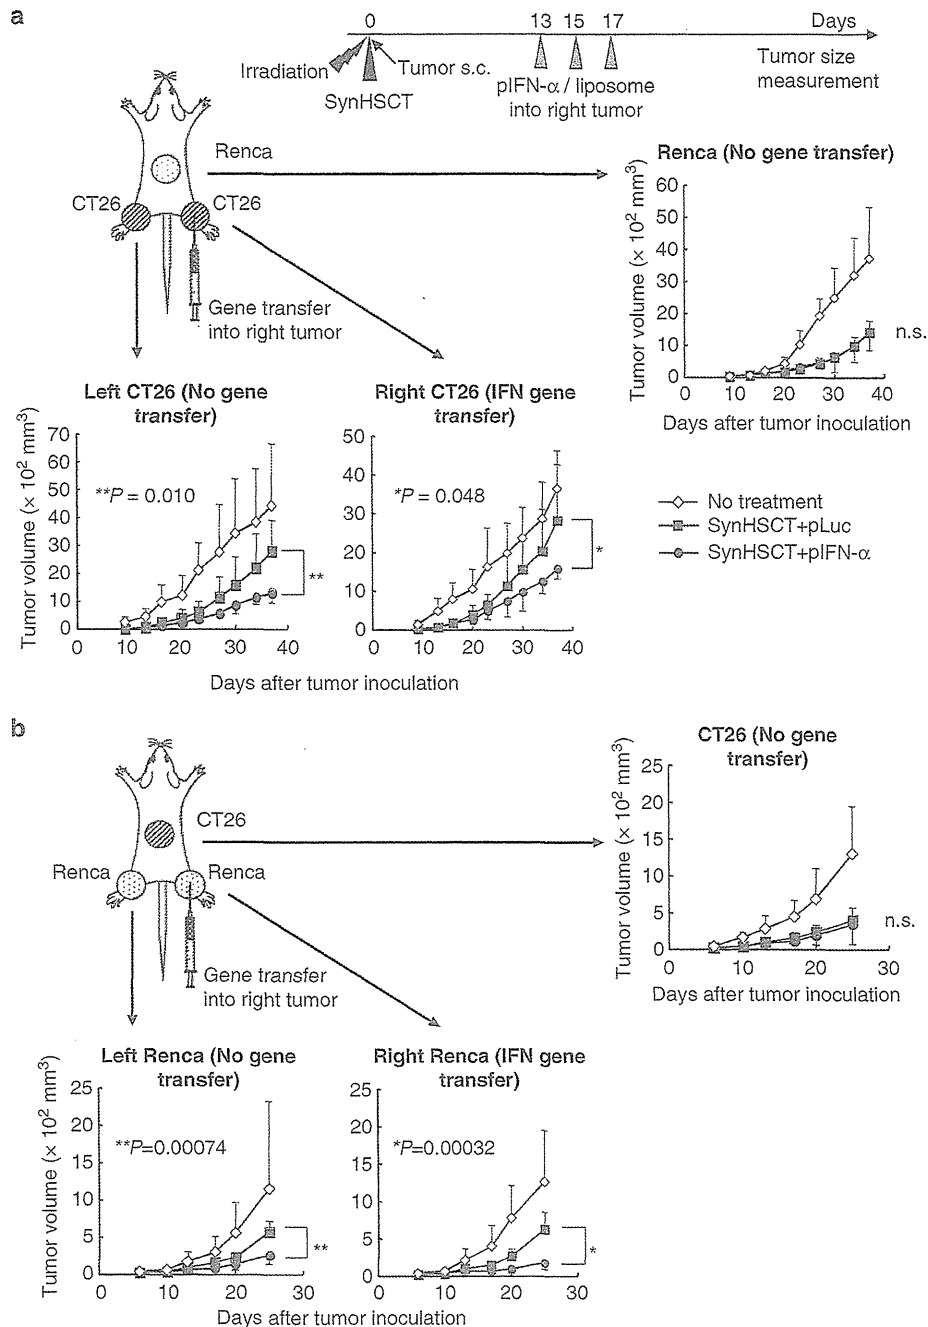 a
0 13 15 17 Days
Irradiation
Tumor s.c.
SynHSCT
pIFN-α / liposome
into right tumor
Tumor size
measurement
Renca
CT26
CT26
Gene transfer
into right tumor
Renca (No gene transfer)
Tumor volume (× 10² mm³)
60
50
40
30
20
10
0
n.s.
0 10 20 30 40
Days after tumor inoculation
Left CT26 (No gene
transfer)
Tumor volume (× 10² mm³)
70
60
50
40
30
20
10
0
**P = 0.010
**
0 10 20 30 40
Right CT26 (IFN gene
transfer)
50
40
30
20
10
0
*P = 0.048
*
0 10 20 30 40
Days after tumor inoculation
No treatment
SynHSCT+pLuc
SynHSCT+pIFN-α
b
CT26
Renca
Renca
Gene transfer
into right tumor
CT26 (No gene
transfer)
Tumor volume (× 10² mm³)
25
20
15
10
5
0
n.s.
0 10 20 30
Days after tumor inoculation
Left Renca (No gene
transfer)
Tumor volume (× 10² mm³)
25
20
15
10
5
0
**P=0.00074
**
0 10 20 30
Right Renca (IFN gene
transfer)
25
20
15
10
5
0
*P=0.00032
*
0 10 20 30
Days after tumor inoculation